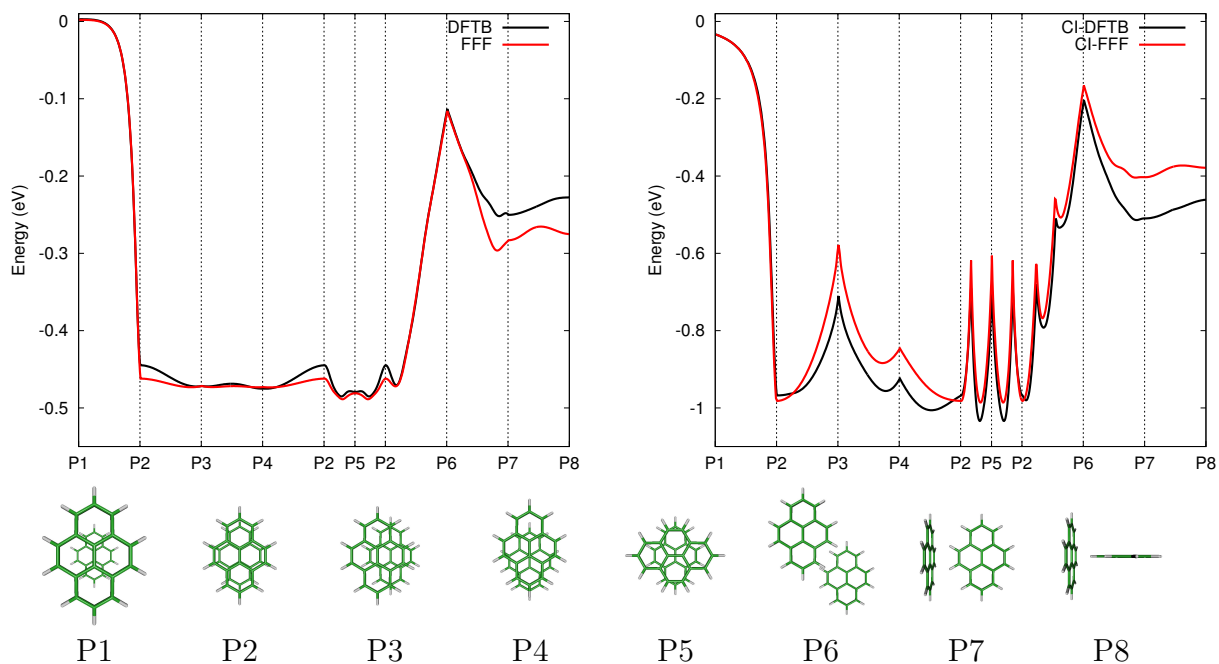 DFTB
FFF
Energy (eV)
0
-0.1
-0.2
-0.3
-0.4
-0.5
P1 P2 P3 P4 P2 P5 P2 P6 P7 P8
CI-DFTB
CI-FFF
Energy (eV)
0
-0.2
-0.4
-0.6
-0.8
-1
P1 P2 P3 P4 P2 P5 P2 P6 P7 P8
P1 P2 P3 P4 P5 P6 P7 P8